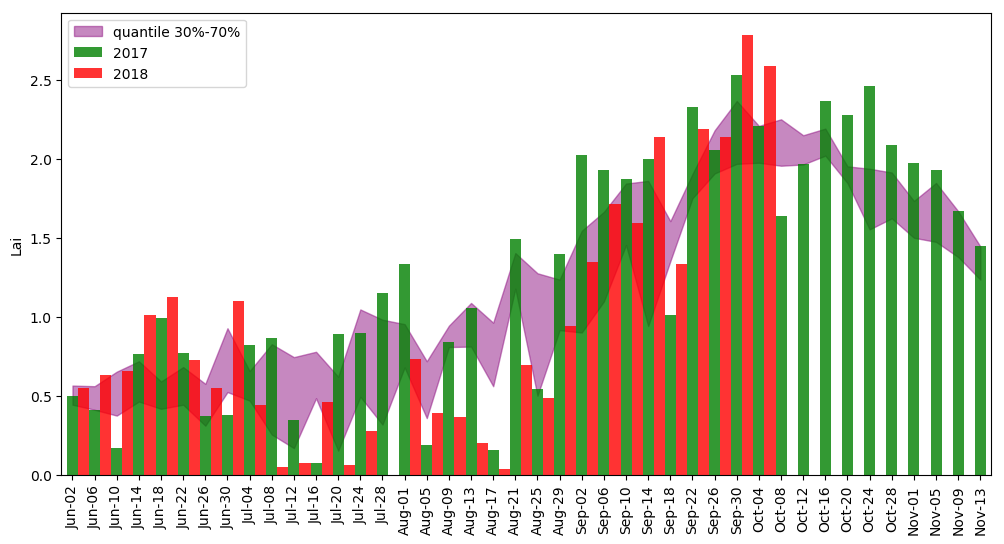 quantile 30%-70%
2017
2018
Lai
2.5
2.0
1.5
1.0
0.5
0.0
Jun-02
Jun-06
Jun-10
Jun-14
Jun-18
Jun-22
Jun-26
Jun-30
Jul-04
Jul-08
Jul-12
Jul-16
Jul-20
Jul-24
Jul-28
Aug-01
Aug-05
Aug-09
Aug-13
Aug-17
Aug-21
Aug-25
Aug-29
Sep-02
Sep-06
Sep-10
Sep-14
Sep-18
Sep-22
Sep-26
Sep-30
Oct-04
Oct-08
Oct-12
Oct-16
Oct-20
Oct-24
Oct-28
Nov-01
Nov-05
Nov-09
Nov-13